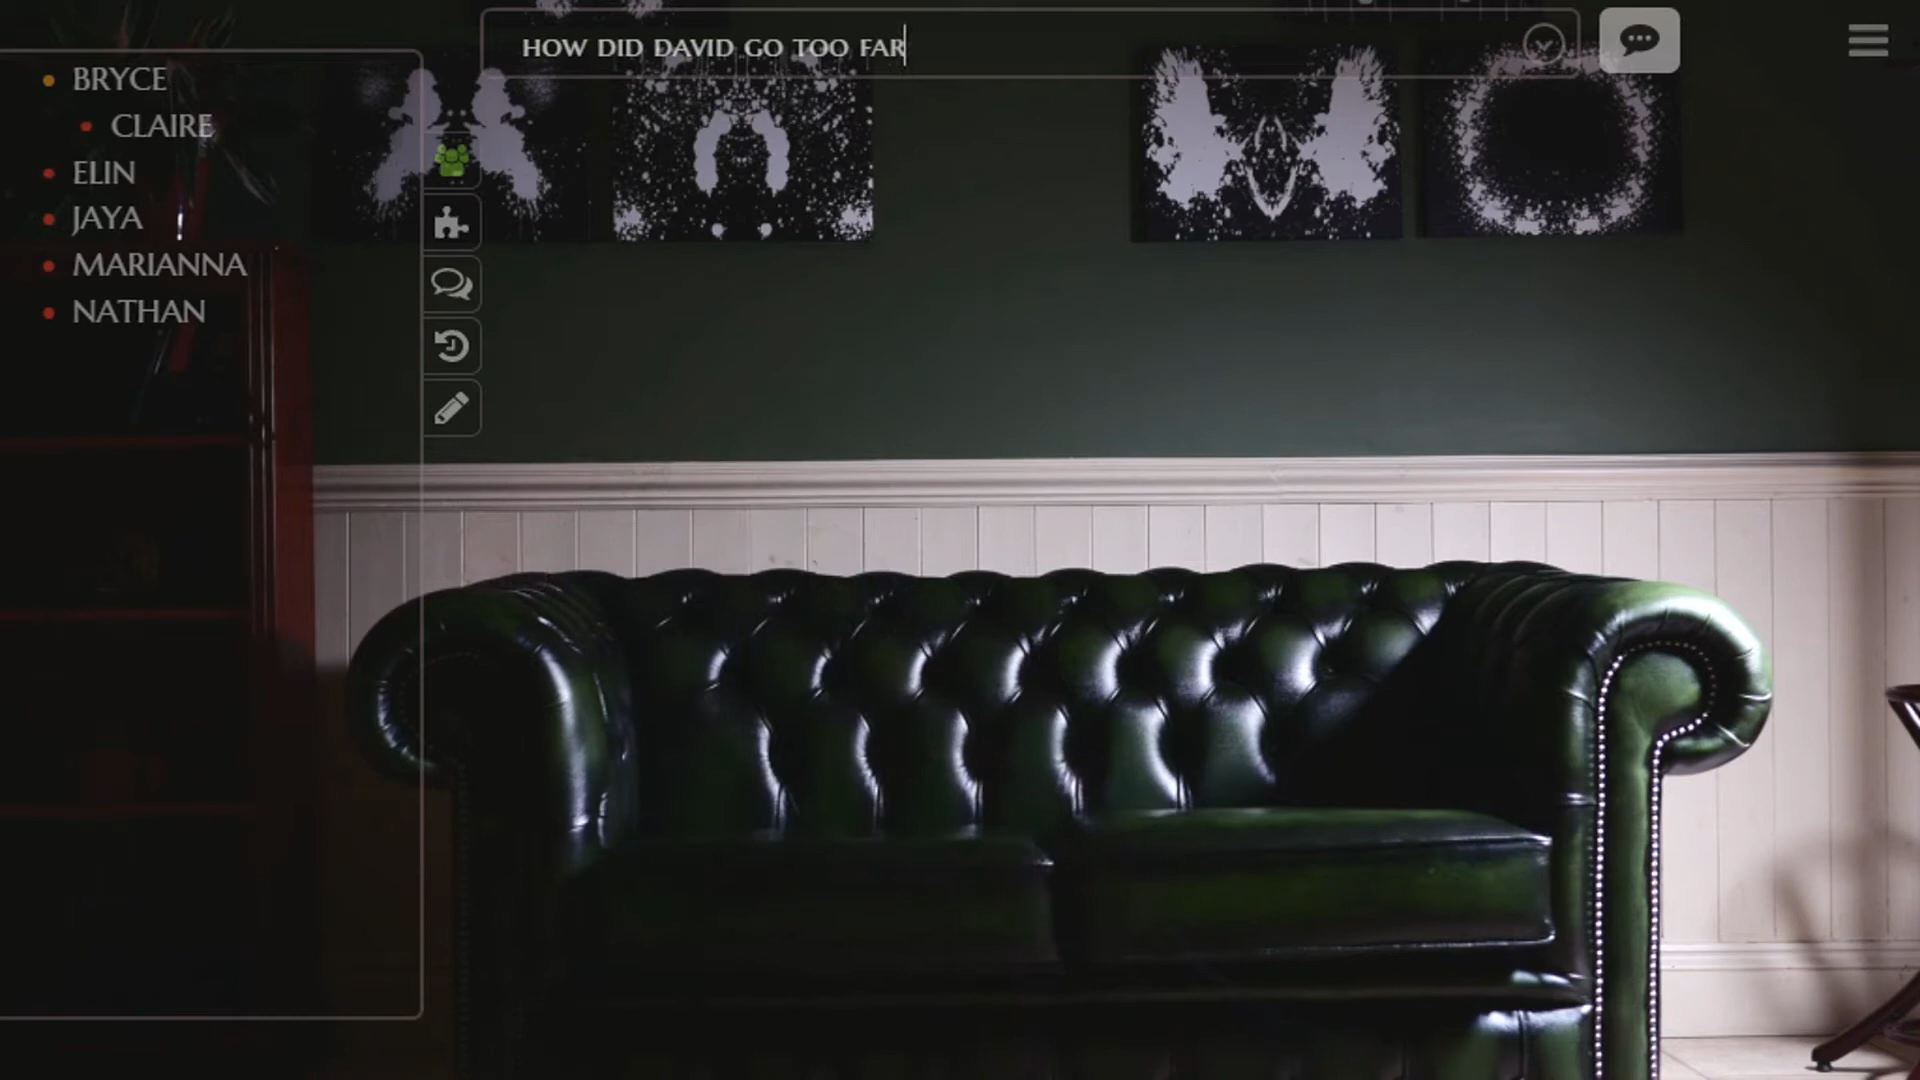 HOW DID DAVID GO TOO FAR
BRYCE
CLAIRE
ELIN
JAYA
MARIANNA
NATHAN